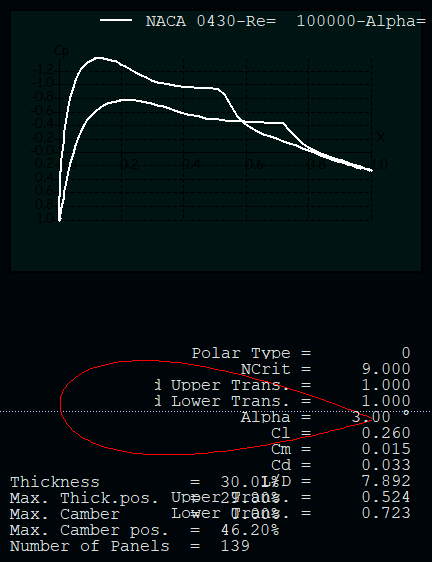 NACA 0430-Re=  100000-Alpha=
Cp
-1.2
-1.0
-0.8
-0.6
-0.4
-0.2
X
0.0 0.2 0.4 0.6 0.8 1.0
0.2
0.4
0.6
0.8
1.0
Polar Type = 0
NCrit = 9.000
d Upper Trans. = 1.000
d Lower Trans. = 1.000
Alpha = 3.00 °
Cl = 0.260
Cm = 0.015
Cd = 0.033
L/D = 7.892
Upper Trans. = 0.524
Lower Trans. = 0.723
Thickness = 30.01%
Max. Thick.pos. = 29.00%
Max. Camber = 0.00%
Max. Camber pos. = 46.20%
Number of Panels = 139